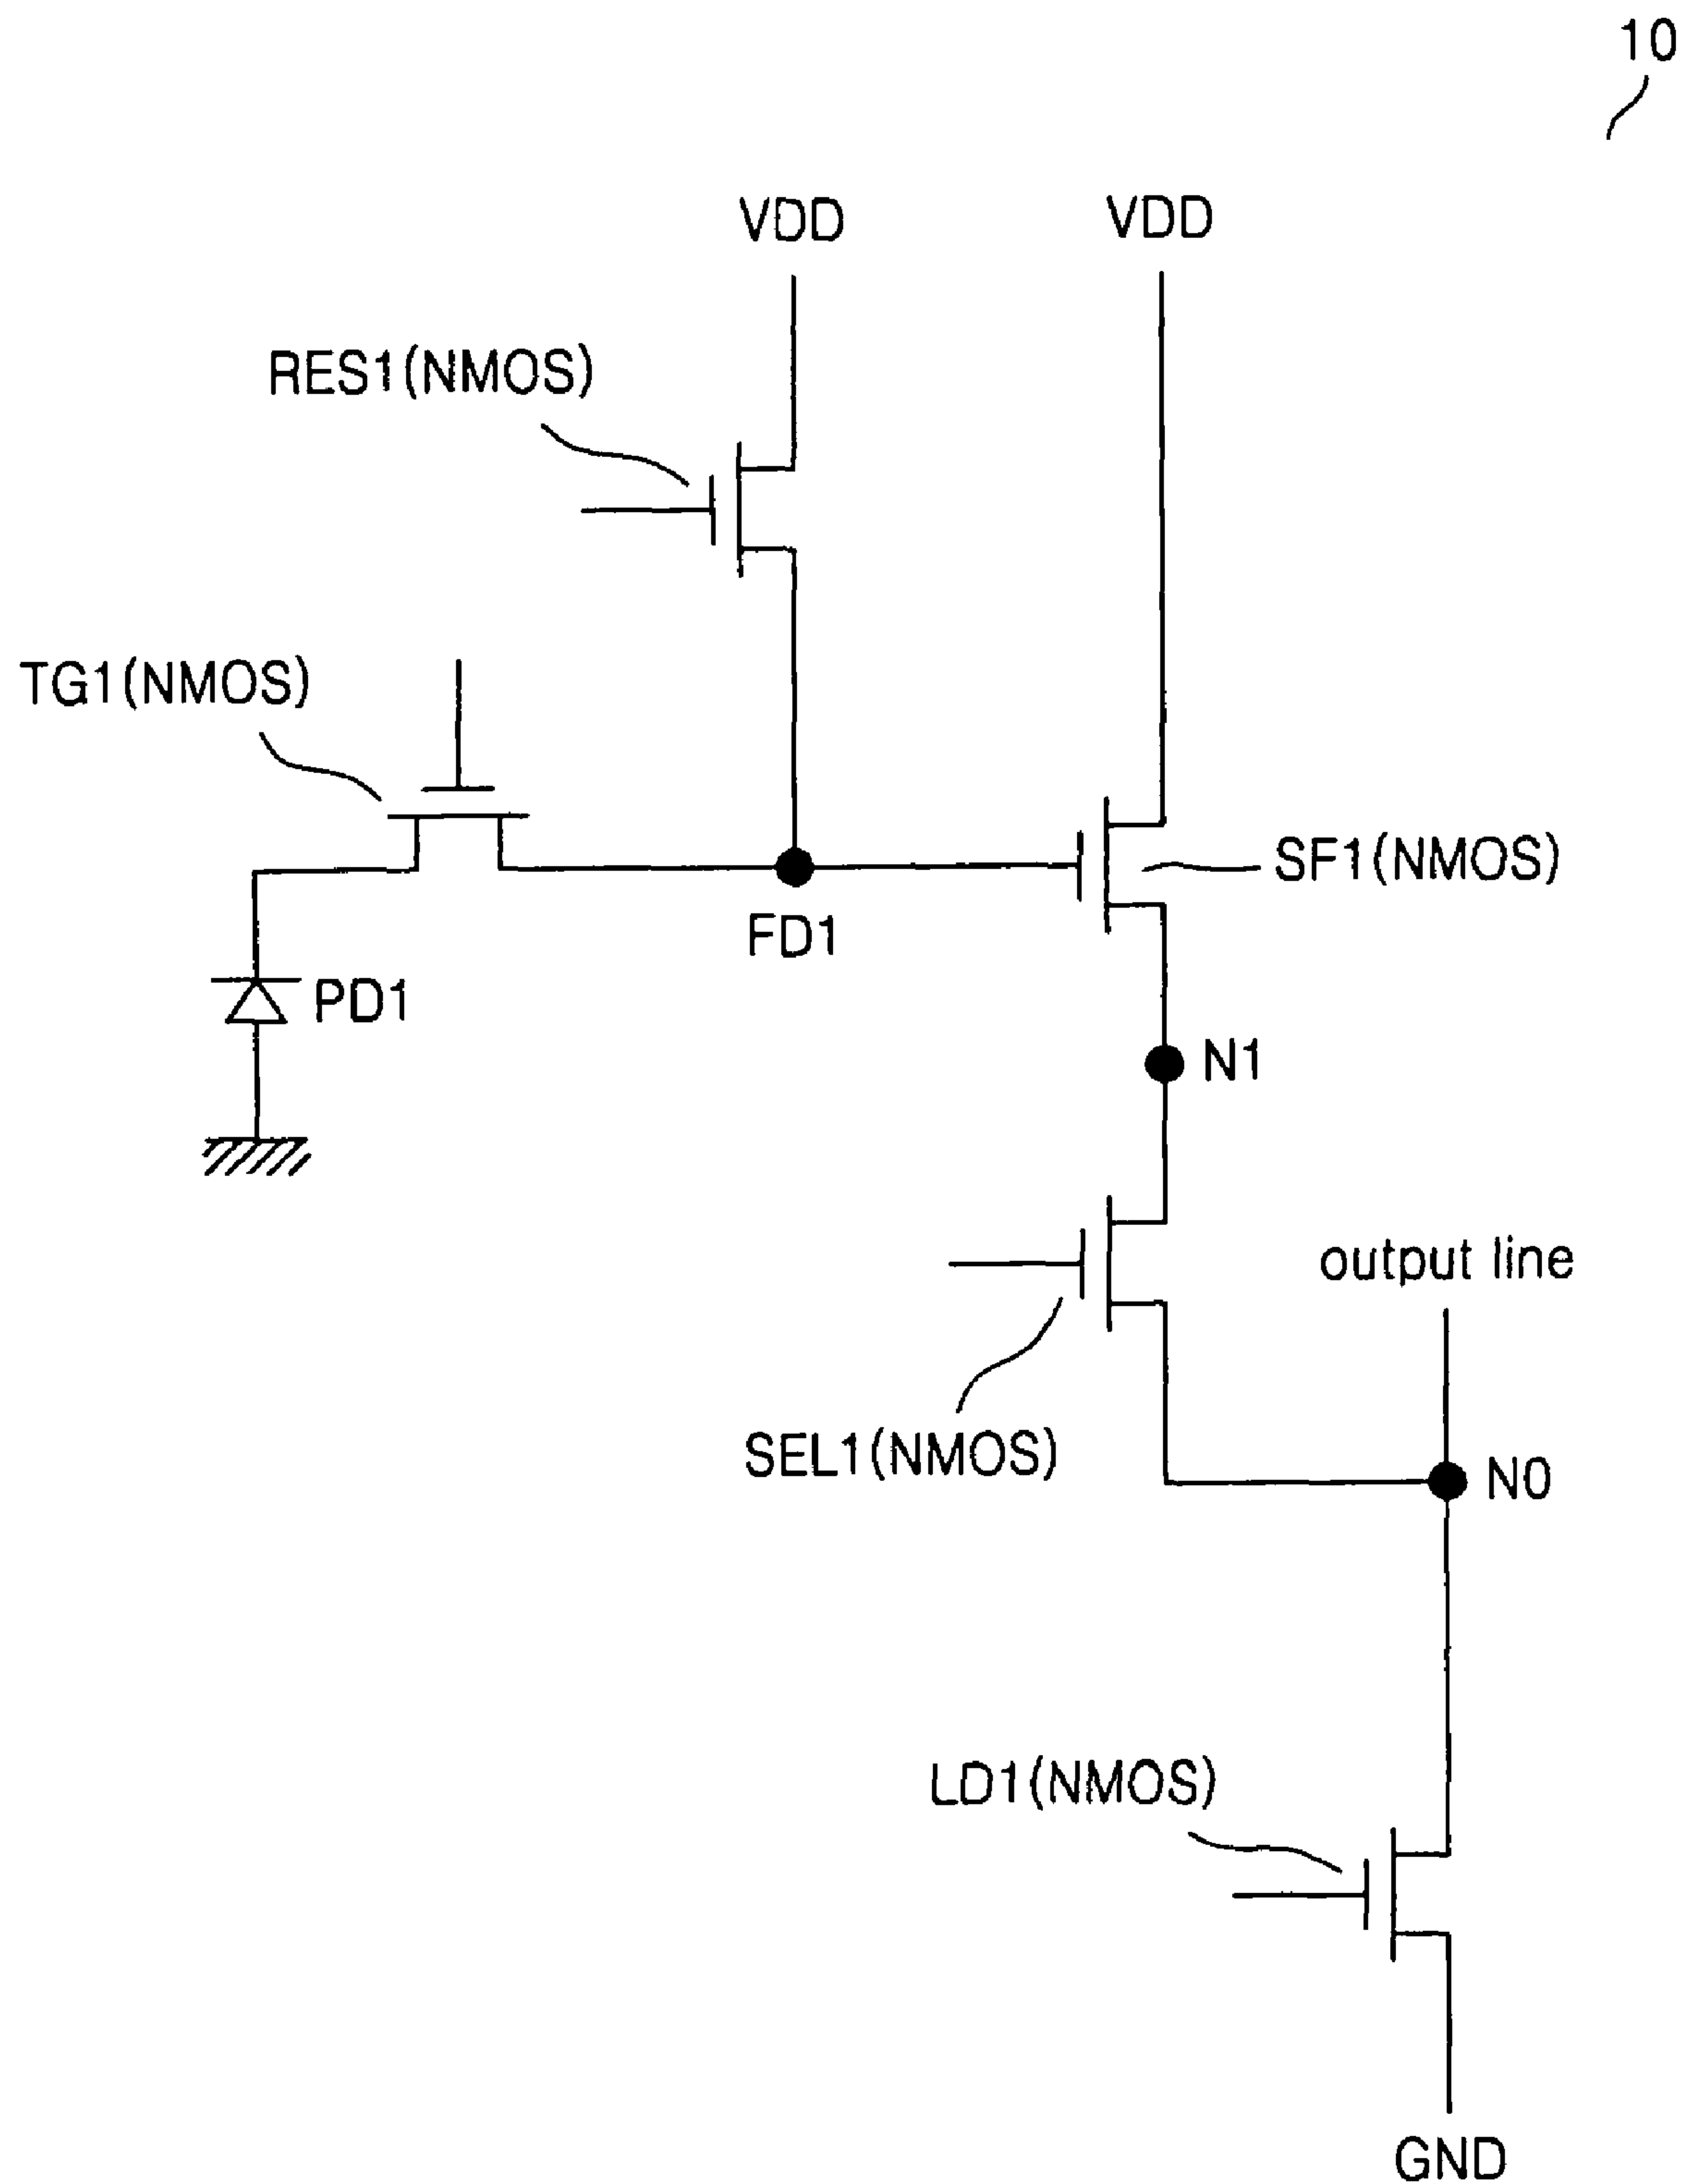 10
VDD
VDD
RES1(NMOS)
TG1(NMOS)
SF1(NMOS)
FD1
PD1
N1
output line
SEL1(NMOS)
N0
LD1(NMOS)
GND